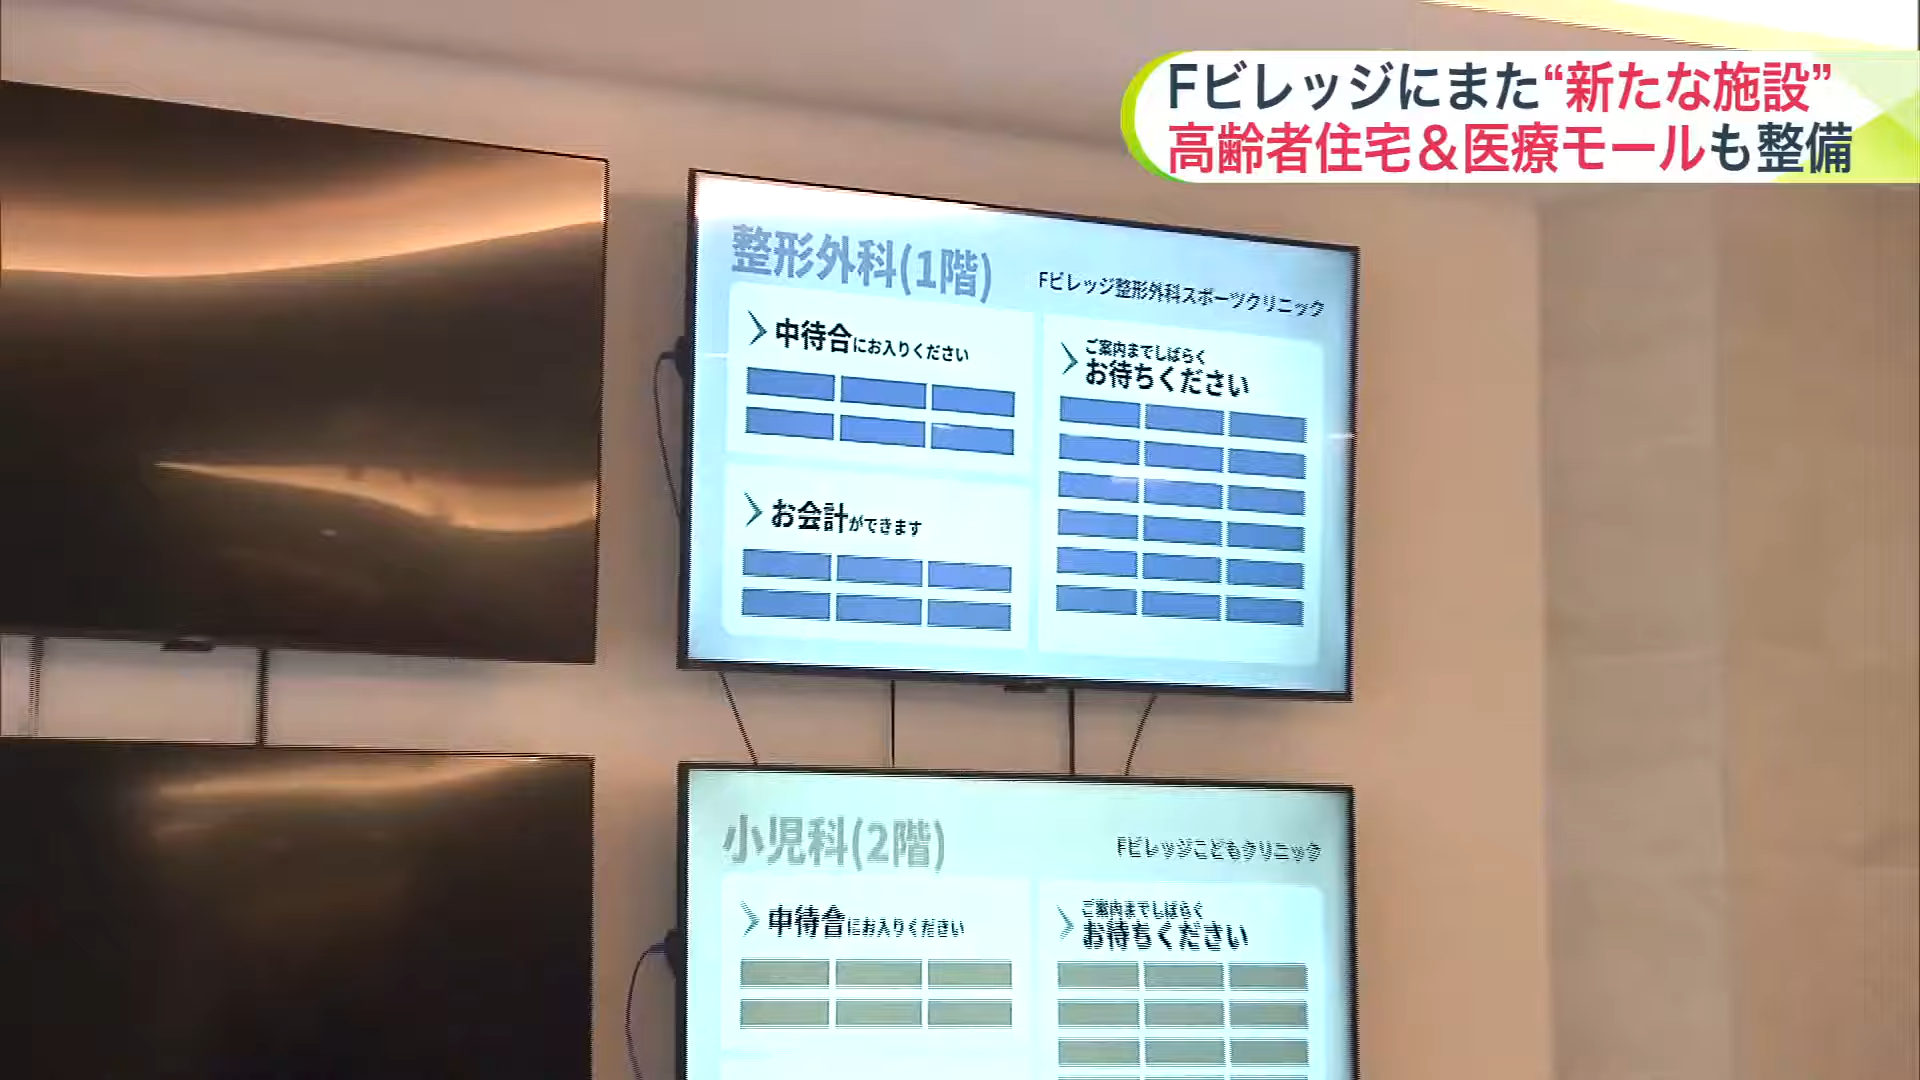 Fビレッジにまた“新たな施設”
高齢者住宅＆医療モールも整備
整形外科(1階)
Fビレッジ整形外科スポーツクリニック
中待合にお入りください
ご案内までしばらく
お待ちください
お会計ができます
小児科(2階)
Fビレッジこどもクリニック
中待合にお入りください
ご案内までしばらく
お待ちください